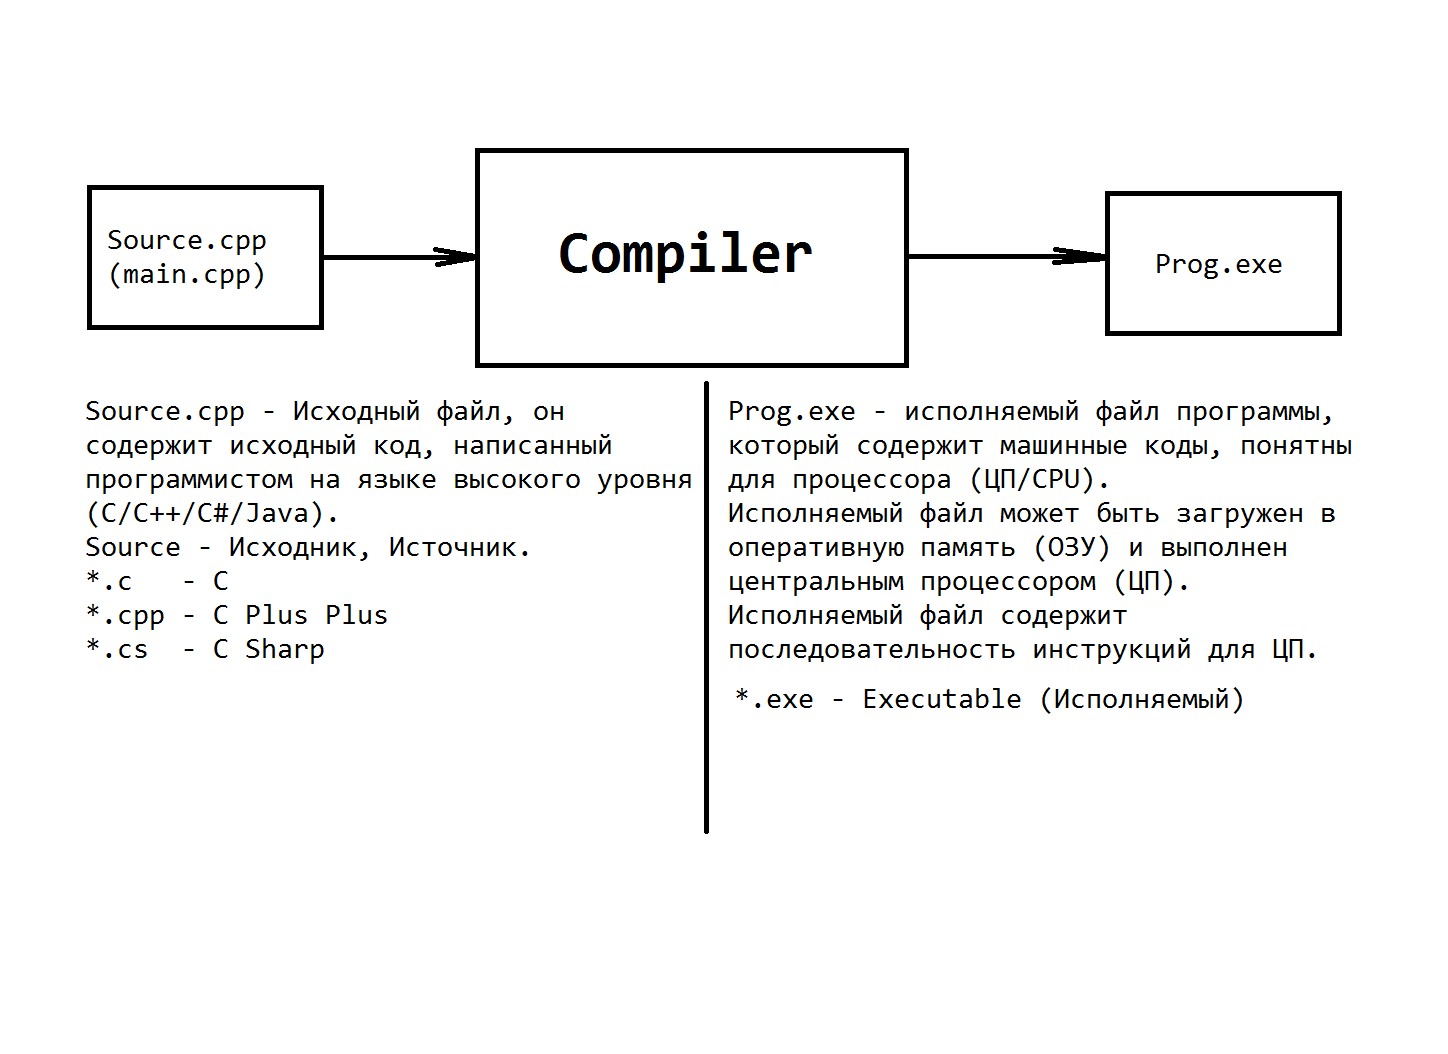 Source.cpp
(main.cpp)
Compiler
Prog.exe
Source.cpp - Исходный файл, он
содержит исходный код, написанный
программистом на языке высокого уровня
(C/C++/C#/Java).
Source - Исходник, Источник.
*.c   - C
*.cpp - C Plus Plus
*.cs  - C Sharp
Prog.exe - исполняемый файл программы,
который содержит машинные коды, понятны
для процессора (ЦП/CPU).
Исполняемый файл может быть загружен в
оперативную память (ОЗУ) и выполнен
центральным процессором (ЦП).
Исполняемый файл содержит
последовательность инструкций для ЦП.
*.exe - Executable (Исполняемый)